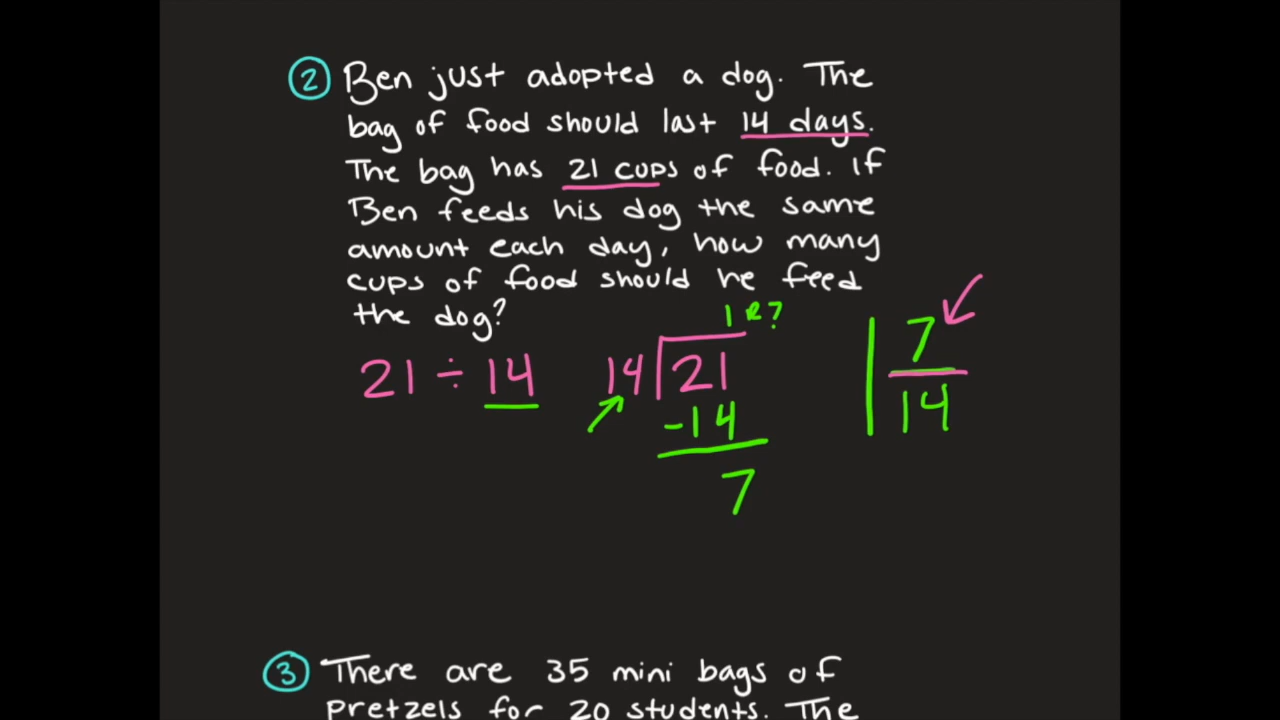 2 Ben just adopted a dog. The
bag of food should last 14 days.
The bag has 21 cups of food. If
Ben feeds his dog the same
amount each day, how many
cups of food should he feed
the dog?
1 R7
21 ÷ 14 14 21 1 7/14
-14
7
3 There are 35 mini bags of
pretzels for 20 students. The